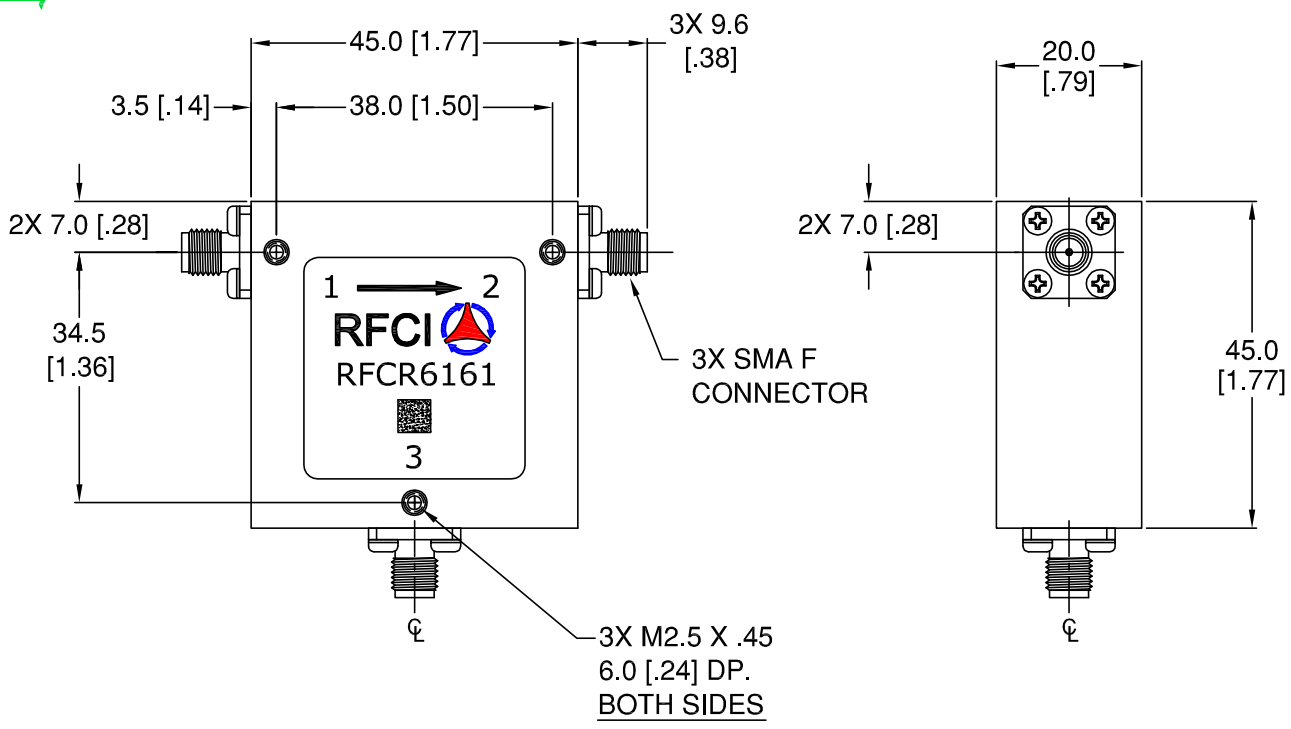 45.0 [1.77]
3X 9.6
[.38]
3.5 [.14]
38.0 [1.50]
2X 7.0 [.28]
34.5
[1.36]
1 2
RFCI
RFCR6161
3
3X SMA F
CONNECTOR
℄
3X M2.5 X .45
6.0 [.24] DP.
BOTH SIDES
20.0
[.79]
2X 7.0 [.28]
45.0
[1.77]
℄